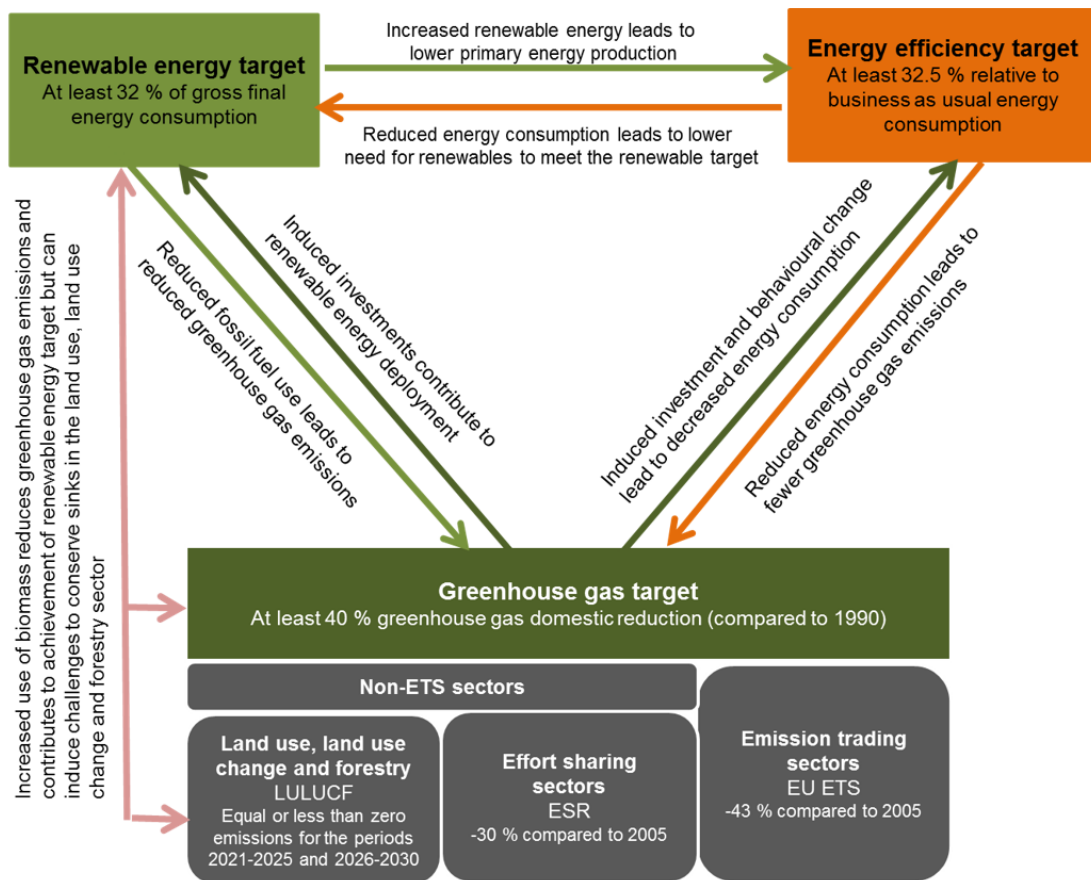 Renewable energy target
At least 32 % of gross final
energy consumption
Increased renewable energy leads to
lower primary energy production
Energy efficiency target
At least 32.5 % relative to
business as usual energy
consumption
Reduced energy consumption leads to lower
need for renewables to meet the renewable target
Increased use of biomass reduces greenhouse gas emissions and
contributes to achievement of renewable energy target but can
induce challenges to conserve sinks in the land use, land use
change and forestry sector
Reduced fossil fuel use leads to
reduced greenhouse gas emissions
Induced investments contribute to
renewable energy deployment
Induced investment and behavioural change
lead to decreased energy consumption
Reduced energy consumption leads to
fewer greenhouse gas emissions
Greenhouse gas target
At least 40 % greenhouse gas domestic reduction (compared to 1990)
Non-ETS sectors
Land use, land use
change and forestry
LULUCF
Equal or less than zero
emissions for the periods
2021-2025 and 2026-2030
Effort sharing
sectors
ESR
-30 % compared to 2005
Emission trading
sectors
EU ETS
-43 % compared to 2005